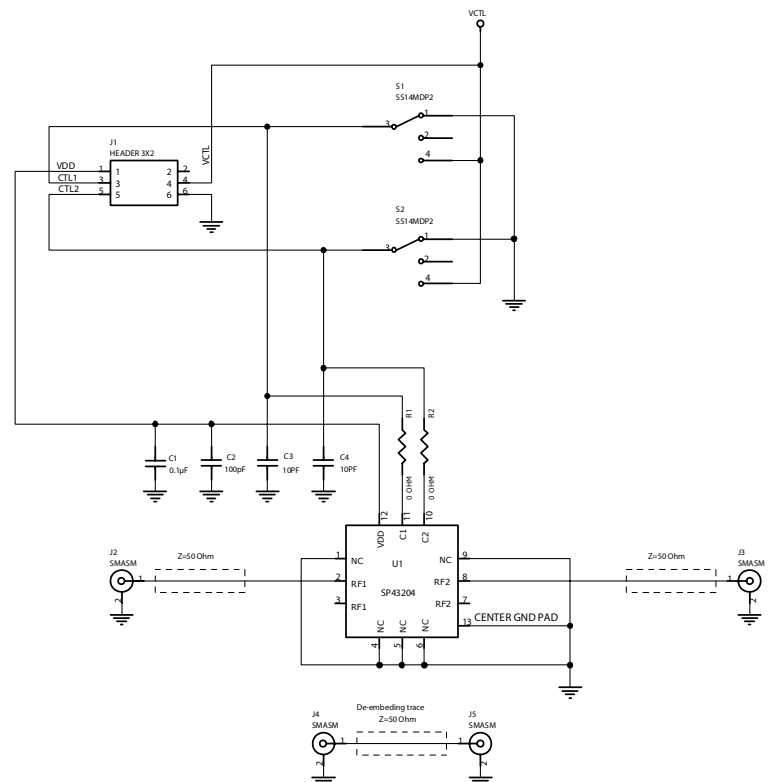 VCTL
S1
SS14MDP2
1
3
2
4
J1
HEADER 3X2
VCTL
VDD 1 1 2 2
CTL1 3 3 4 4
CTL2 5 5 6 6
S2
SS14MDP2
1
3
2
4
R1 R2
C1 0.1µF
C2 100pF
C3 10PF
C4 10PF
0 OHM 0 OHM
12 11 10
VDD C1 C2
J2
SMASM
1
2
Z=50 Ohm
1 NC
2 RF1
3 RF1
U1
SP43204
NC 9
RF2 8
RF2 7
13 CENTER GND PAD
NC NC NC
4 5 6
Z=50 Ohm
J3
SMASM
1
2
De-embeding trace
Z=50 Ohm
J4
SMASM
1
2
J5
SMASM
1
2